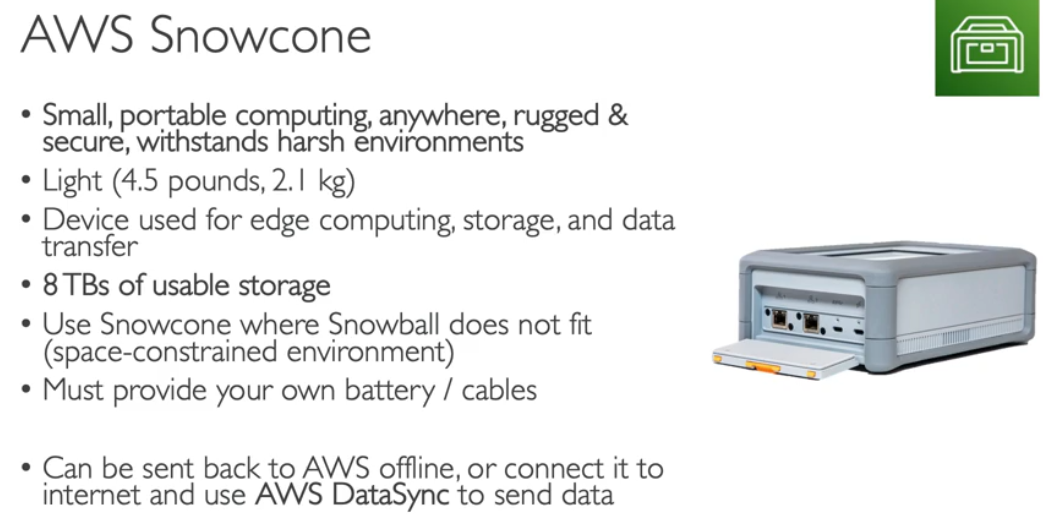 AWS Snowcone
• Small, portable computing, anywhere, rugged &
secure, withstands harsh environments
• Light (4.5 pounds, 2.1 kg)
• Device used for edge computing, storage, and data
transfer
• 8 TBs of usable storage
• Use Snowcone where Snowball does not fit
(space-constrained environment)
• Must provide your own battery / cables
• Can be sent back to AWS offline, or connect it to
internet and use AWS DataSync to send data